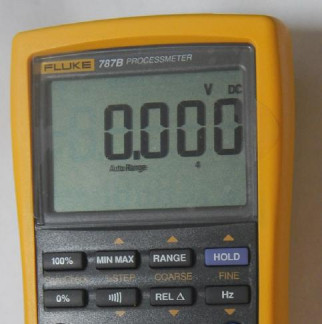 FLUKE 787B PROCESSMETER
V DC
0.000
Auto Range 4
100% MIN MAX RANGE HOLD
% STEP COARSE FINE
0% REL Δ Hz